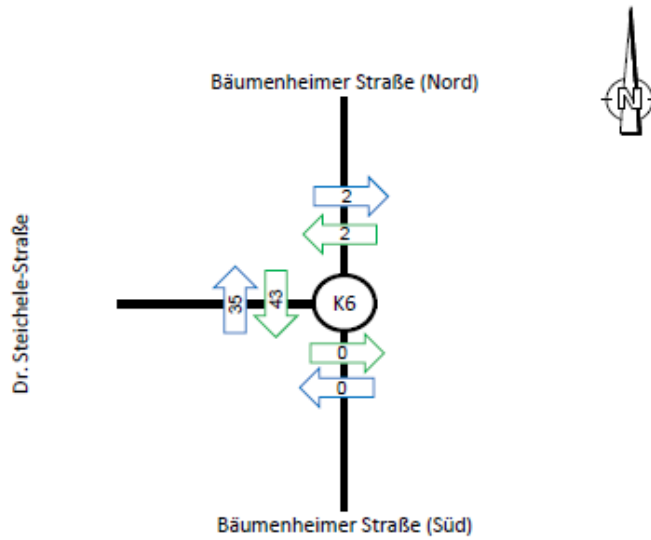 N
Bäumenheimer Straße (Nord)
2
2
Dr. Steichele-Straße
35
43
K6
0
0
Bäumenheimer Straße (Süd)